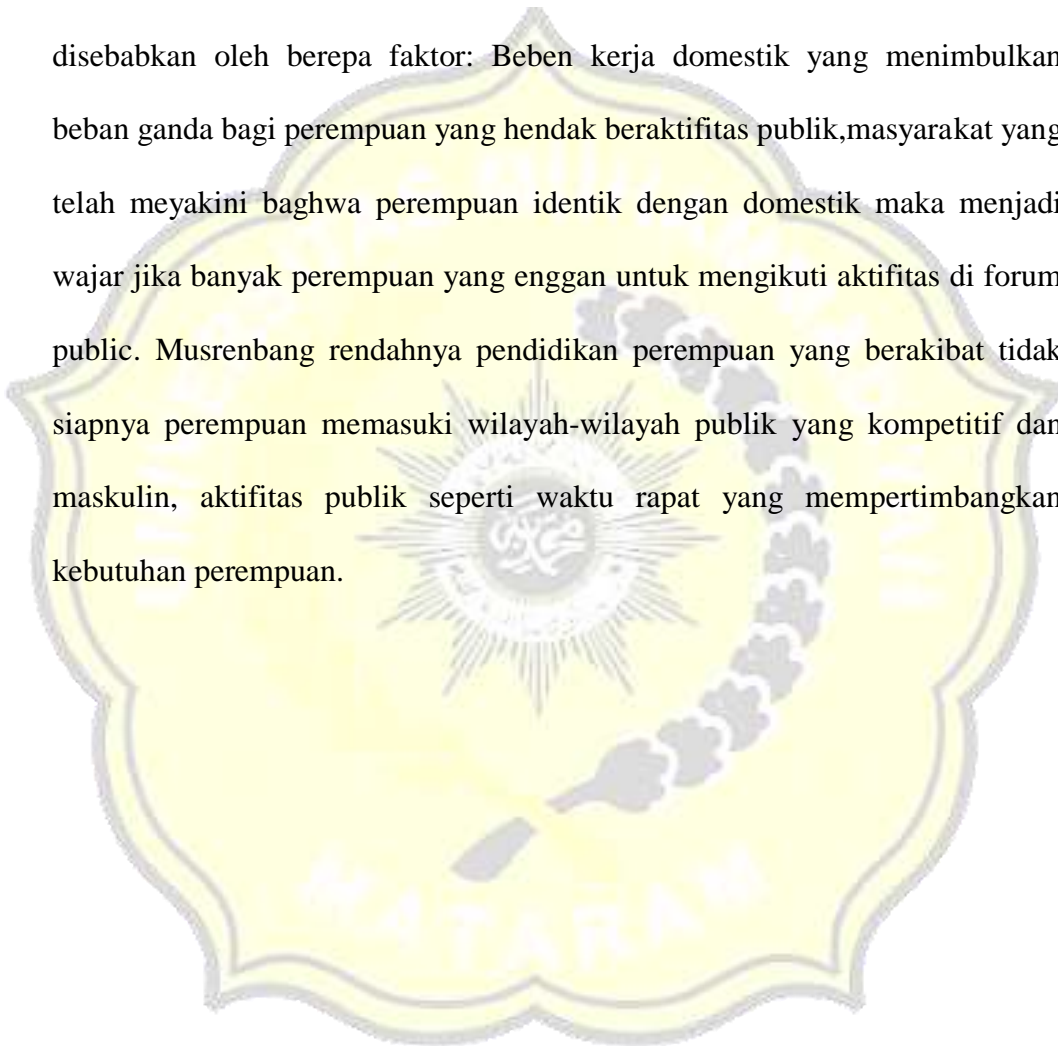 disebabkan oleh berepa faktor: Beben kerja domestik yang menimbulkan
beban ganda bagi perempuan yang hendak beraktifitas publik,masyarakat yang
telah meyakini baghwa perempuan identik dengan domestik maka menjadi
wajar jika banyak perempuan yang enggan untuk mengikuti aktifitas di forum
public. Musrenbang rendahnya pendidikan perempuan yang berakibat tidak
siapnya perempuan memasuki wilayah-wilayah publik yang kompetitif dan
maskulin, aktifitas publik seperti waktu rapat yang mempertimbangkan
kebutuhan perempuan.
MATARAM